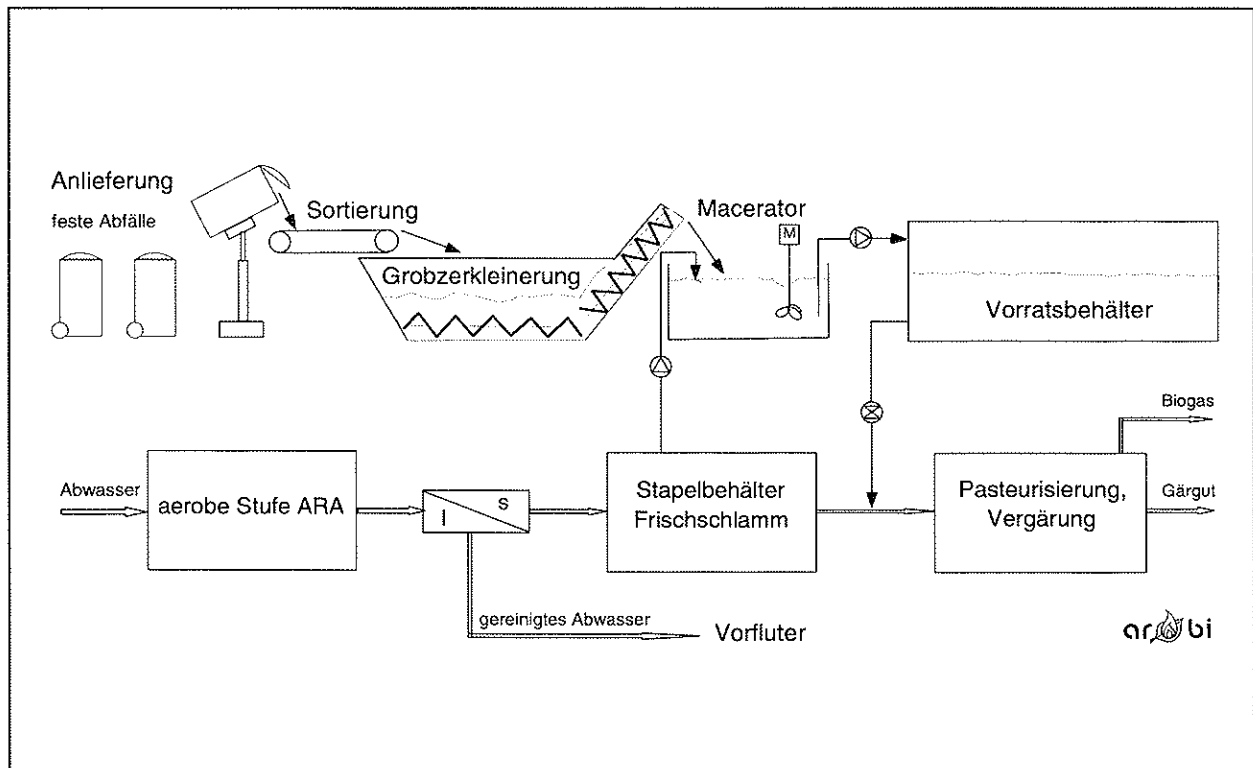 Anlieferung
feste Abfälle
Sortierung
Grobzerkleinerung
Macerator
M
Vorratsbehälter
Biogas
Abwasser
aerobe Stufe ARA
l
s
Stapelbehälter
Frischschlamm
Pasteurisierung,
Vergärung
Gärgut
gereinigtes Abwasser
Vorfluter
arbi